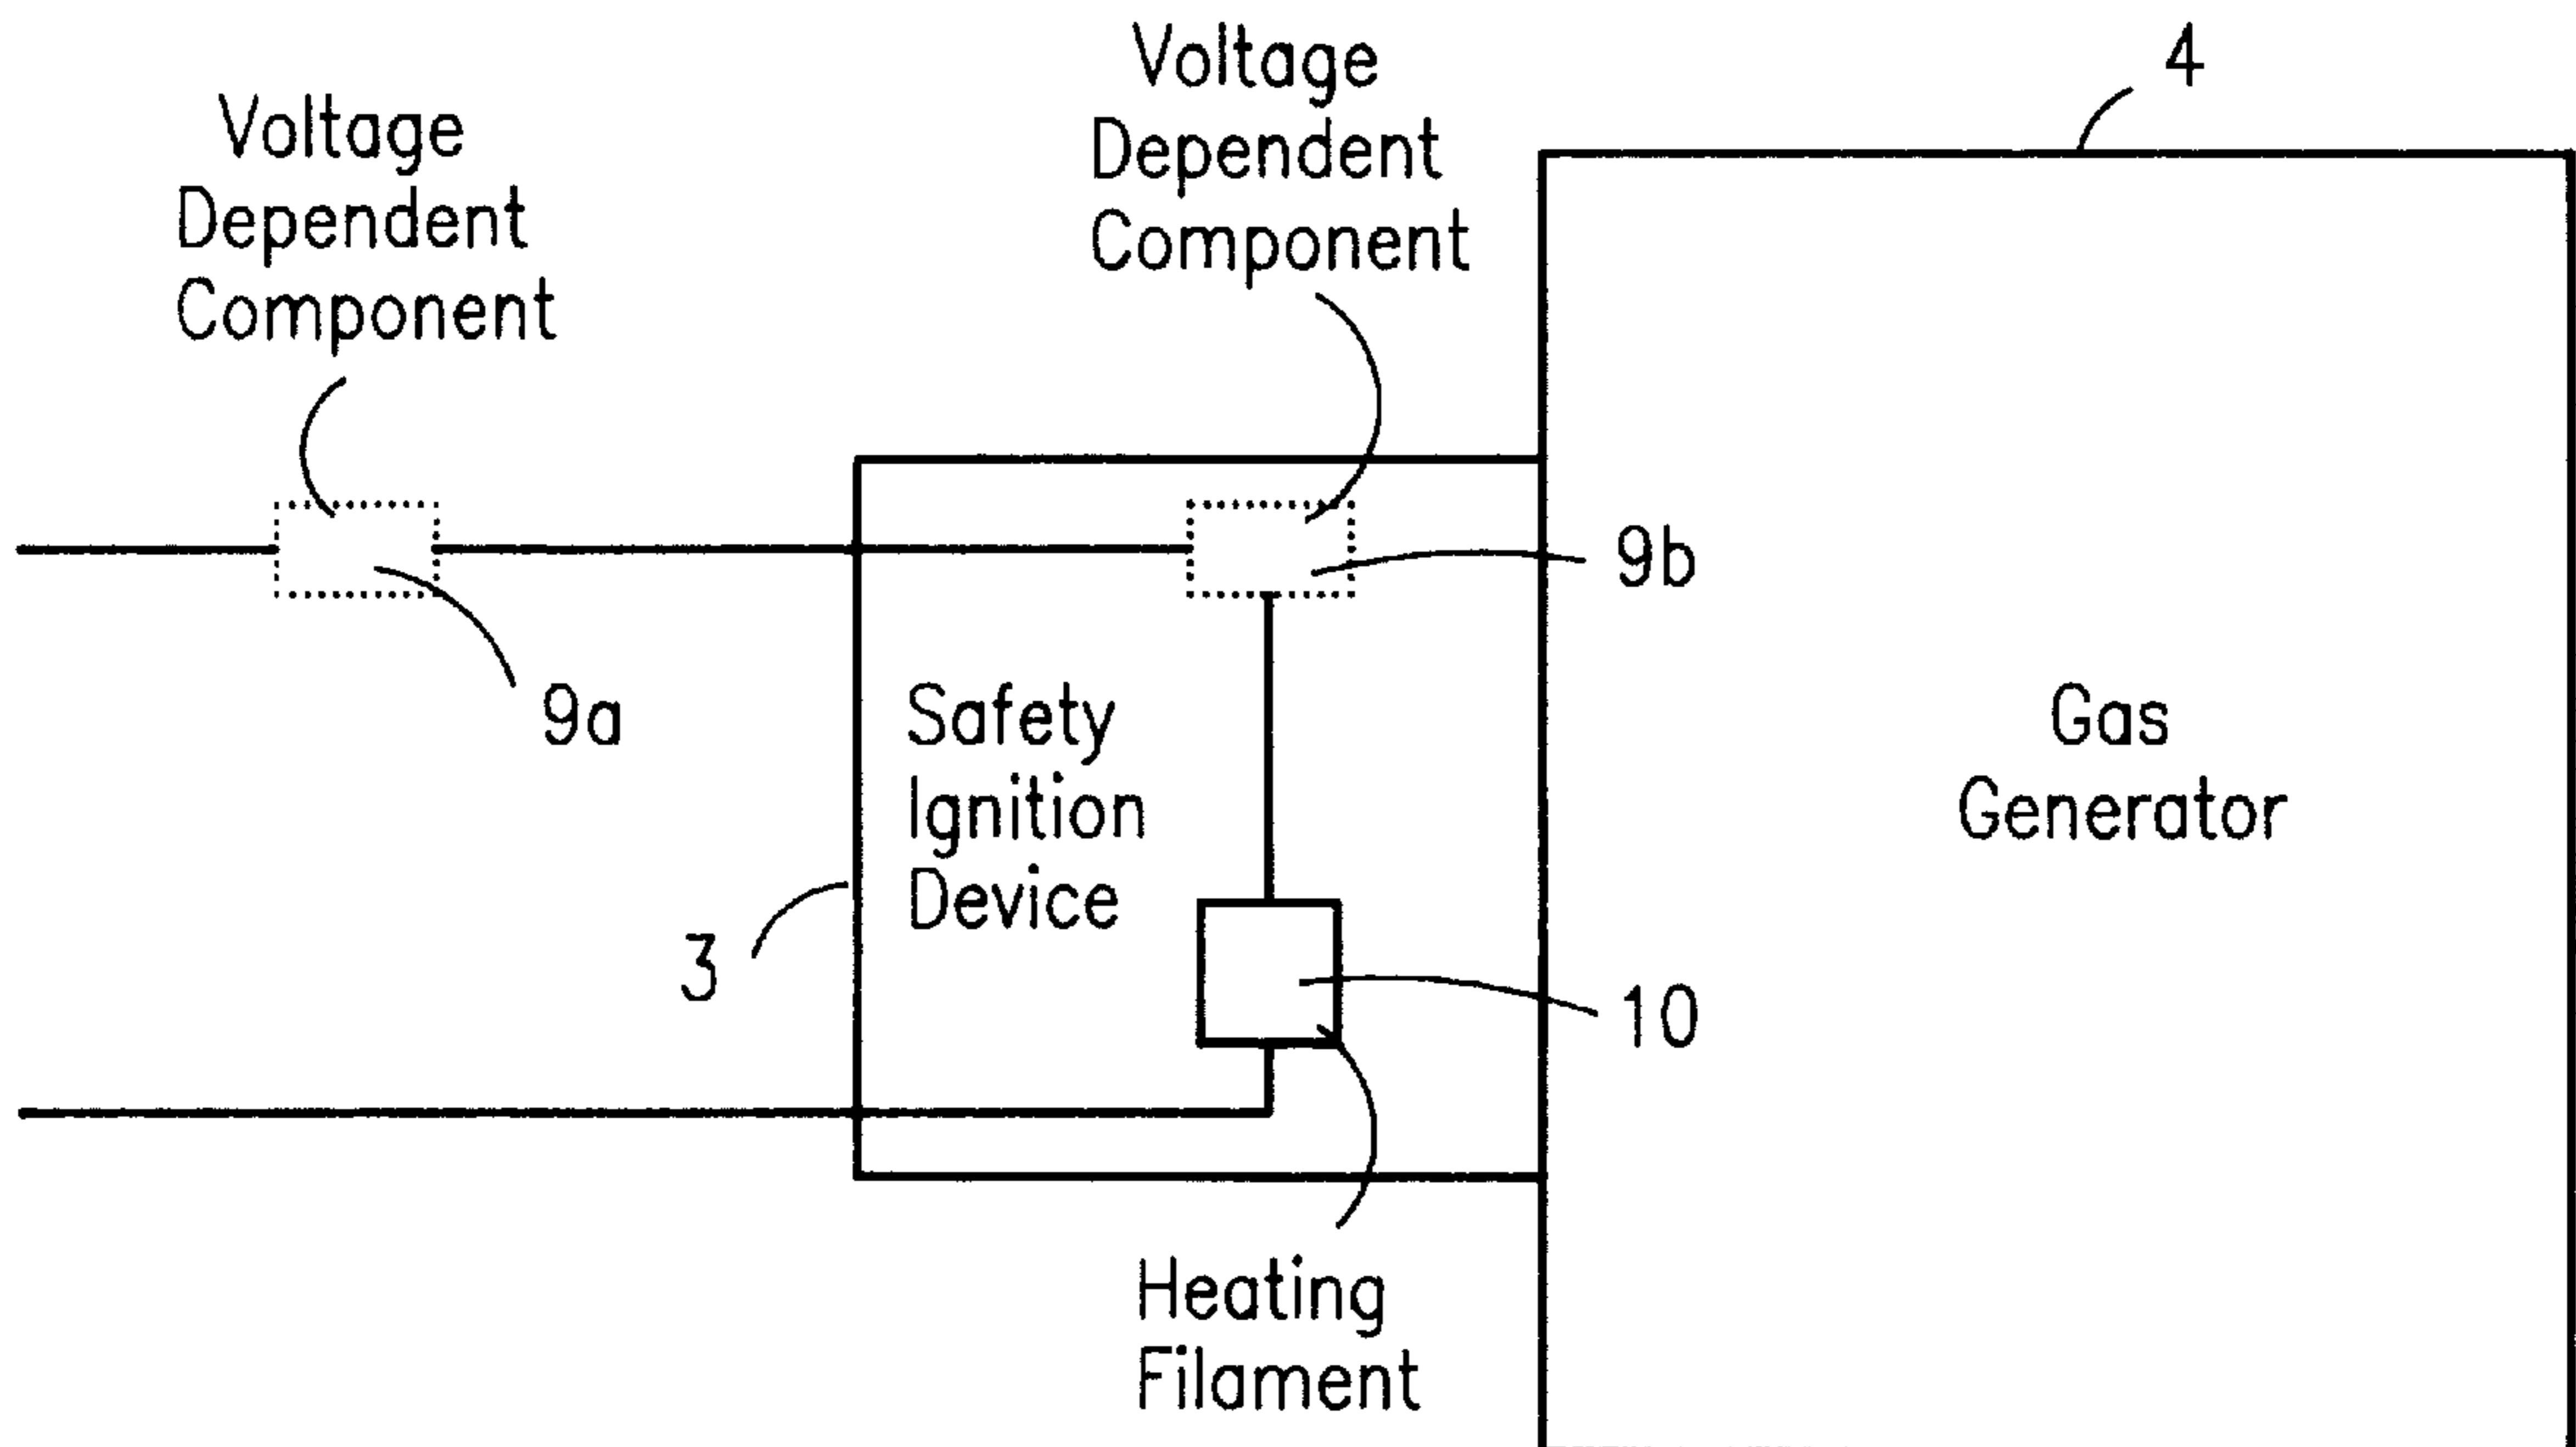 Voltage
Dependent
Component
Voltage
Dependent
Component
4
9a
9b
Safety
Ignition
Device
3
10
Gas
Generator
Heating
Filament